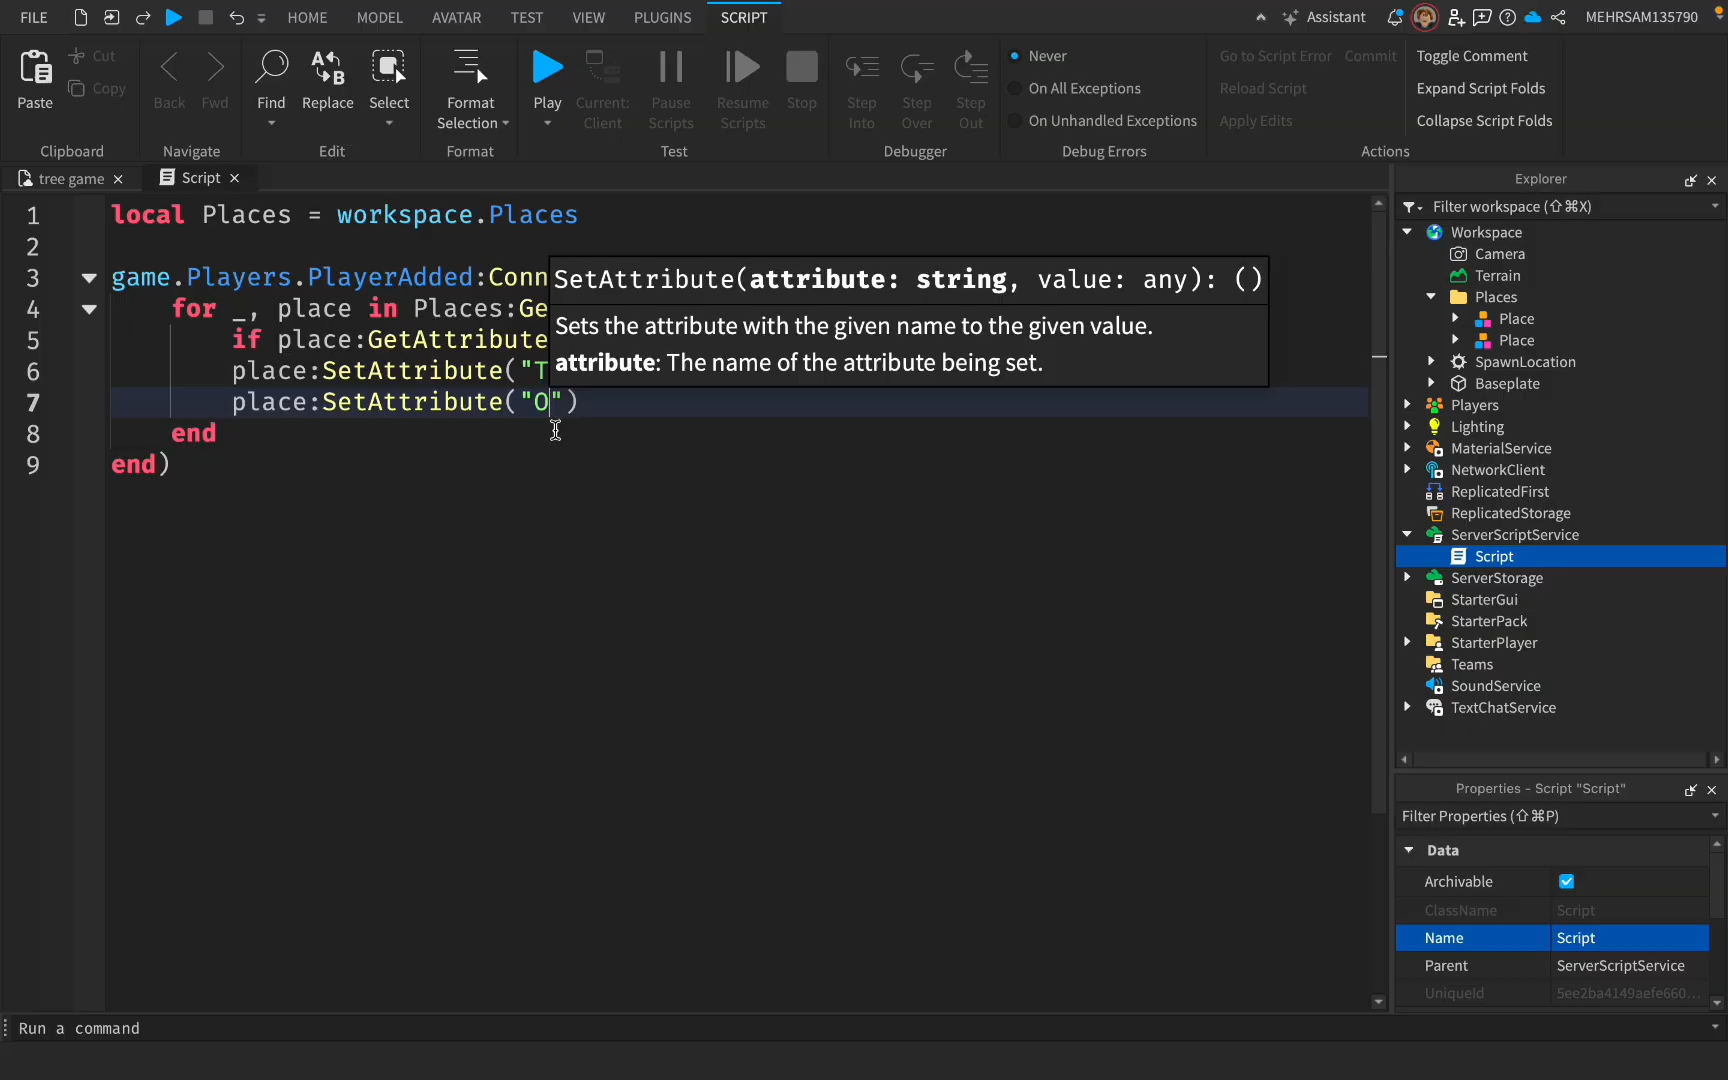 FILE HOME MODEL AVATAR TEST VIEW PLUGINS SCRIPT Assistant MEHRSAM135790
Paste Cut Copy Back Fwd Find Replace Select Format Selection Play Current: Client Pause Scripts Resume Scripts Stop Step Into Step Over Step Out
Never
On All Exceptions
On Unhandled Exceptions
Go to Script Error Commit
Reload Script
Apply Edits
Toggle Comment
Expand Script Folds
Collapse Script Folds
Clipboard Navigate Edit Format Test Debugger Debug Errors Actions
tree game Script
1 local Places = workspace.Places
2
3 game.Players.PlayerAdded:Conn
4 for _, place in Places:Ge
5 if place:GetAttribute
6 place:SetAttribute("T
7 place:SetAttribute("O")
8 end
9 end)
SetAttribute(attribute: string, value: any): ()
Sets the attribute with the given name to the given value.
attribute: The name of the attribute being set.
Explorer
Filter workspace (⇧⌘X)
Workspace
Camera
Terrain
Places
Place
Place
SpawnLocation
Baseplate
Players
Lighting
MaterialService
NetworkClient
ReplicatedFirst
ReplicatedStorage
ServerScriptService
Script
ServerStorage
StarterGui
StarterPack
StarterPlayer
Teams
SoundService
TextChatService
Properties - Script "Script"
Filter Properties (⇧⌘P)
Data
Archivable
ClassName Script
Name Script
Parent ServerScriptService
UniqueId 5ee2ba4149aefe660...
Run a command